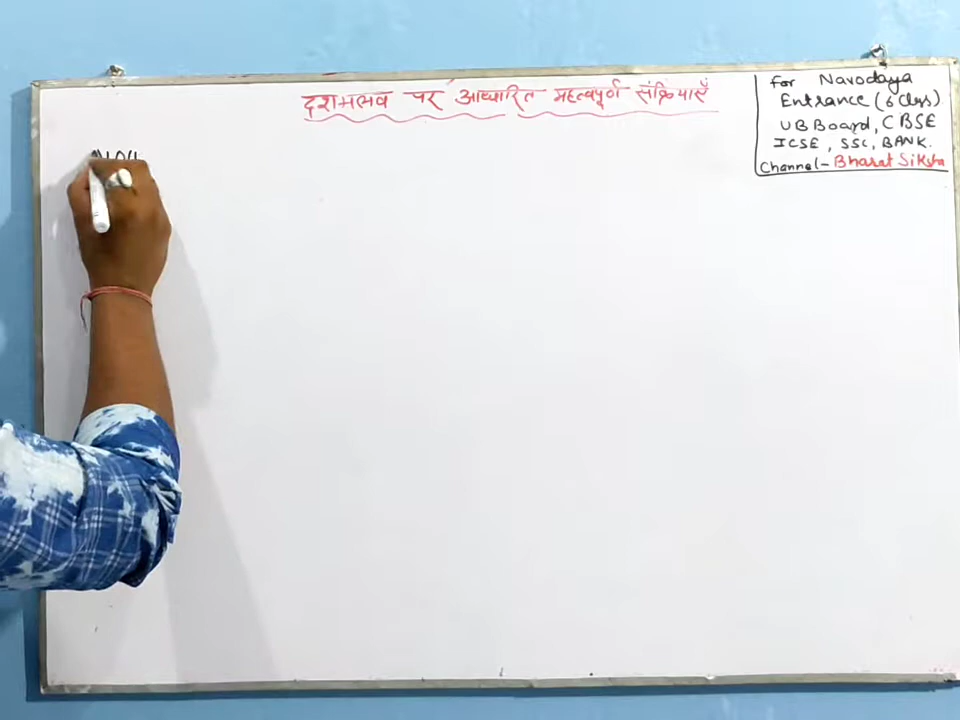 दशमलव पर आधारित महत्वपूर्ण संक्रियाएँ
For Navodaya
Entrance (6 Class)
UB Board, CBSE
ICSE, SSC, BANK.
Channel- Bharat Siksha